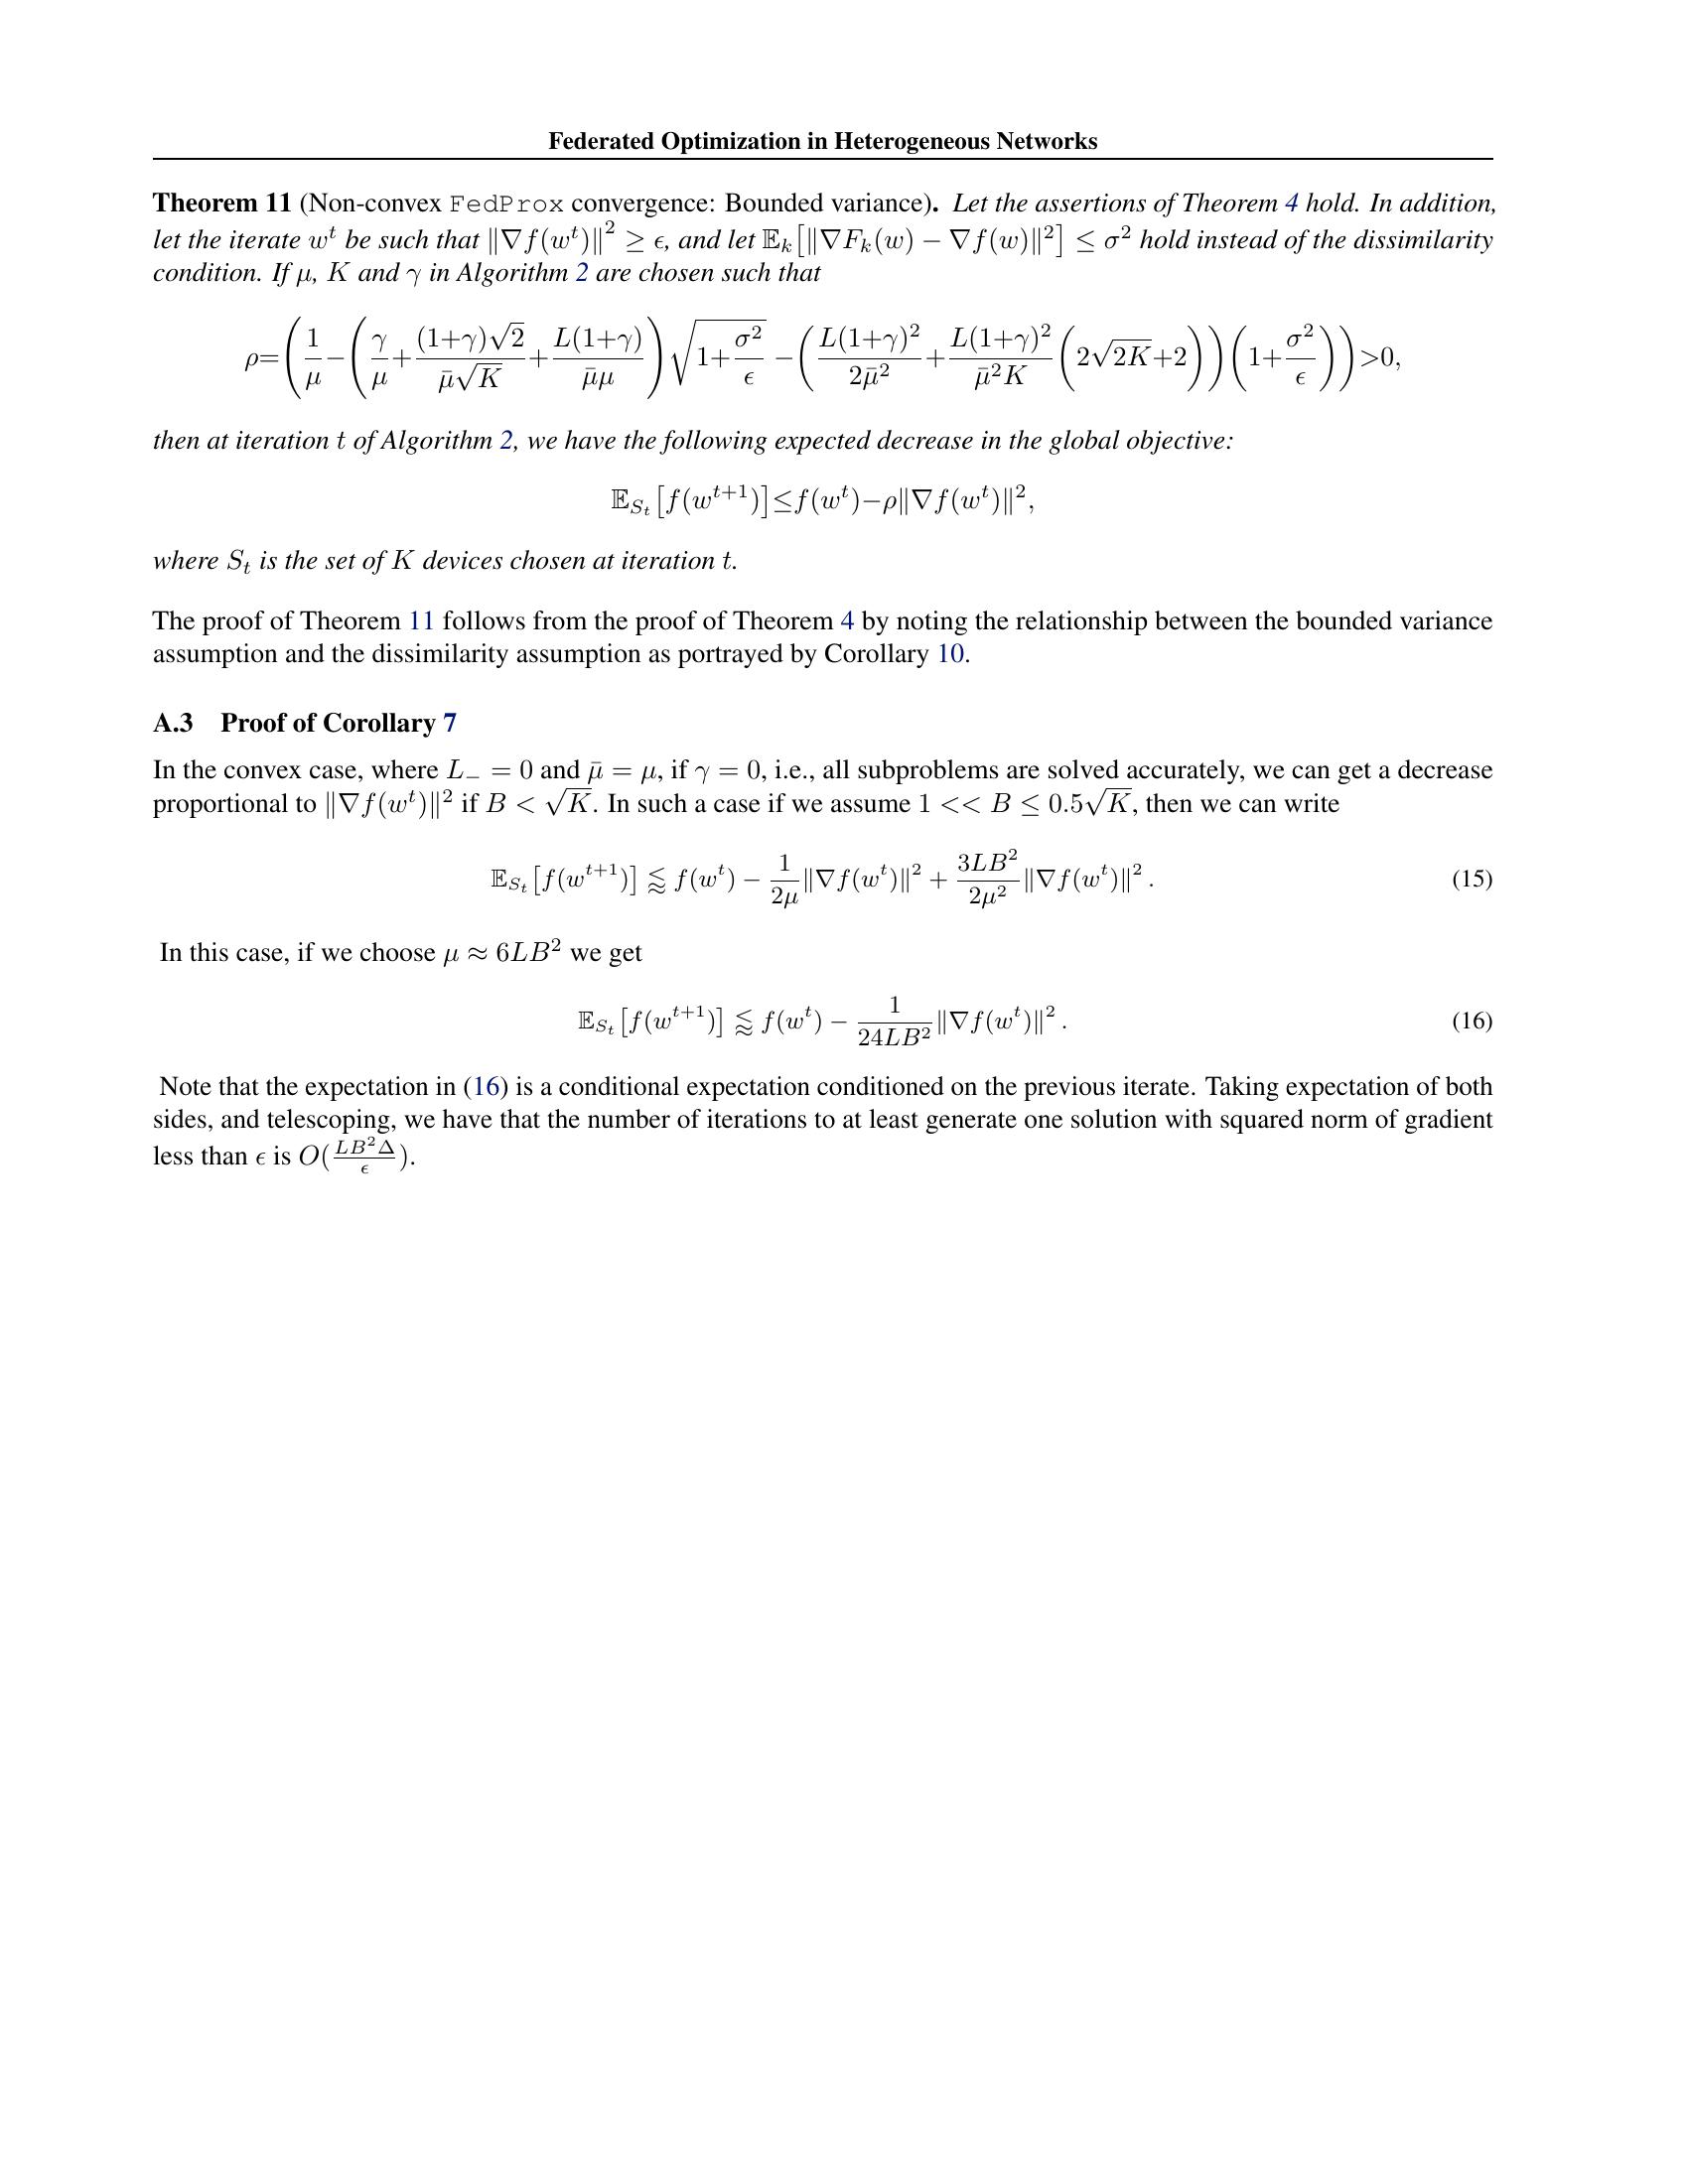 Federated Optimization in Heterogeneous Networks
Theorem 11 (Non-convex FedProx convergence: Bounded variance). Let the assertions of Theorem 4 hold. In addition,
let the iterate $w^t$ be such that $\|\nabla f(w^t)\|^2 \geq \epsilon$, and let $\mathbb{E}_k[\|\nabla F_k(w) - \nabla f(w)\|^2] \leq \sigma^2$ hold instead of the dissimilarity
condition. If $\mu$, $K$ and $\gamma$ in Algorithm 2 are chosen such that
$\rho=\left(\frac{1}{\mu}-\left(\frac{\gamma}{\mu}+\frac{(1+\gamma)\sqrt{2}}{\bar{\mu}\sqrt{K}}+\frac{L(1+\gamma)}{\bar{\mu}\mu}\right)\sqrt{1+\frac{\sigma^2}{\epsilon}}-\left(\frac{L(1+\gamma)^2}{2\bar{\mu}^2}+\frac{L(1+\gamma)^2}{\bar{\mu}^2K}\left(2\sqrt{2K}+2\right)\right)\left(1+\frac{\sigma^2}{\epsilon}\right)\right)>0,$
then at iteration $t$ of Algorithm 2, we have the following expected decrease in the global objective:
$\mathbb{E}_{S_t}[f(w^{t+1})]\leq f(w^t)-\rho\|\nabla f(w^t)\|^2,$
where $S_t$ is the set of $K$ devices chosen at iteration $t$.
The proof of Theorem 11 follows from the proof of Theorem 4 by noting the relationship between the bounded variance
assumption and the dissimilarity assumption as portrayed by Corollary 10.
A.3 Proof of Corollary 7
In the convex case, where $L_- = 0$ and $\bar{\mu} = \mu$, if $\gamma = 0$, i.e., all subproblems are solved accurately, we can get a decrease
proportional to $\|\nabla f(w^t)\|^2$ if $B < \sqrt{K}$. In such a case if we assume $1 << B \leq 0.5\sqrt{K}$, then we can write
$\mathbb{E}_{S_t}[f(w^{t+1})] \lessapprox f(w^t) - \frac{1}{2\mu}\|\nabla f(w^t)\|^2 + \frac{3LB^2}{2\mu^2}\|\nabla f(w^t)\|^2 .$ (15)
In this case, if we choose $\mu \approx 6LB^2$ we get
$\mathbb{E}_{S_t}[f(w^{t+1})] \lessapprox f(w^t) - \frac{1}{24LB^2}\|\nabla f(w^t)\|^2 .$ (16)
Note that the expectation in (16) is a conditional expectation conditioned on the previous iterate. Taking expectation of both
sides, and telescoping, we have that the number of iterations to at least generate one solution with squared norm of gradient
less than $\epsilon$ is $O(\frac{LB^2\Delta}{\epsilon})$.